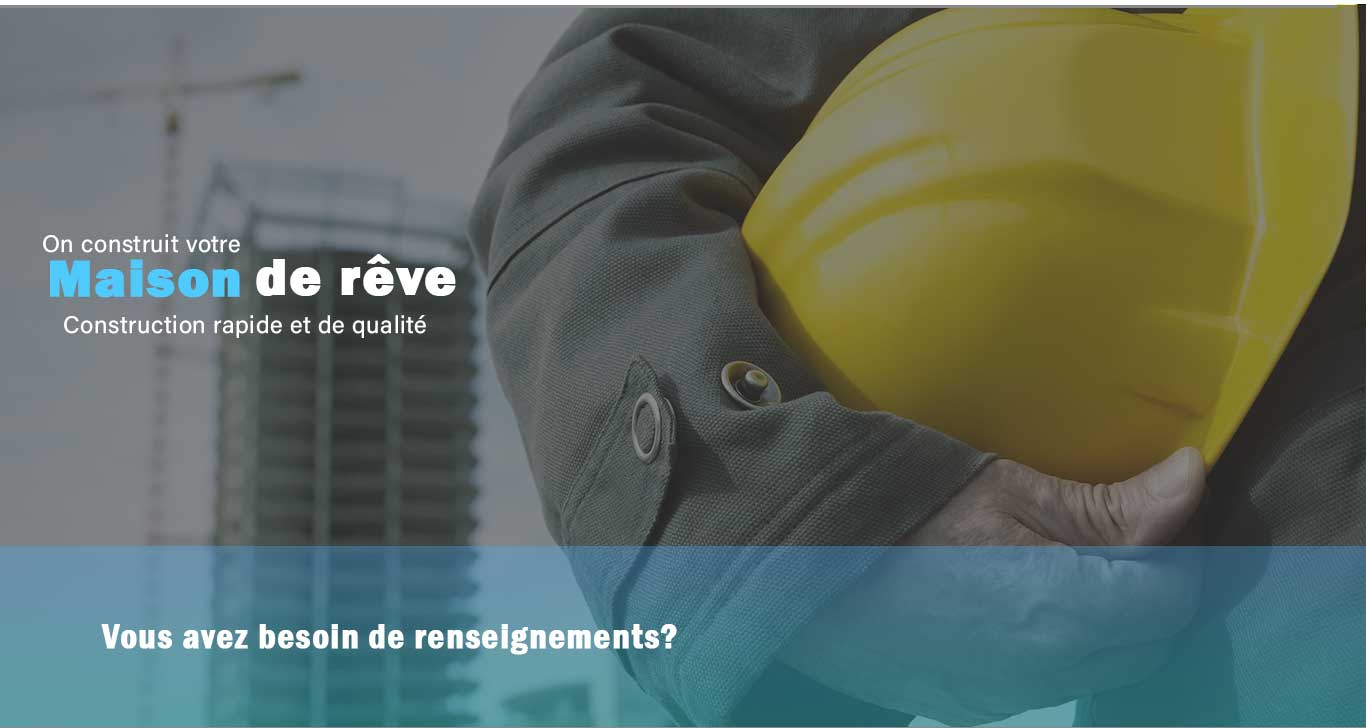 On construit votre
Maison de rêve
Construction rapide et de qualité
Vous avez besoin de renseignements?